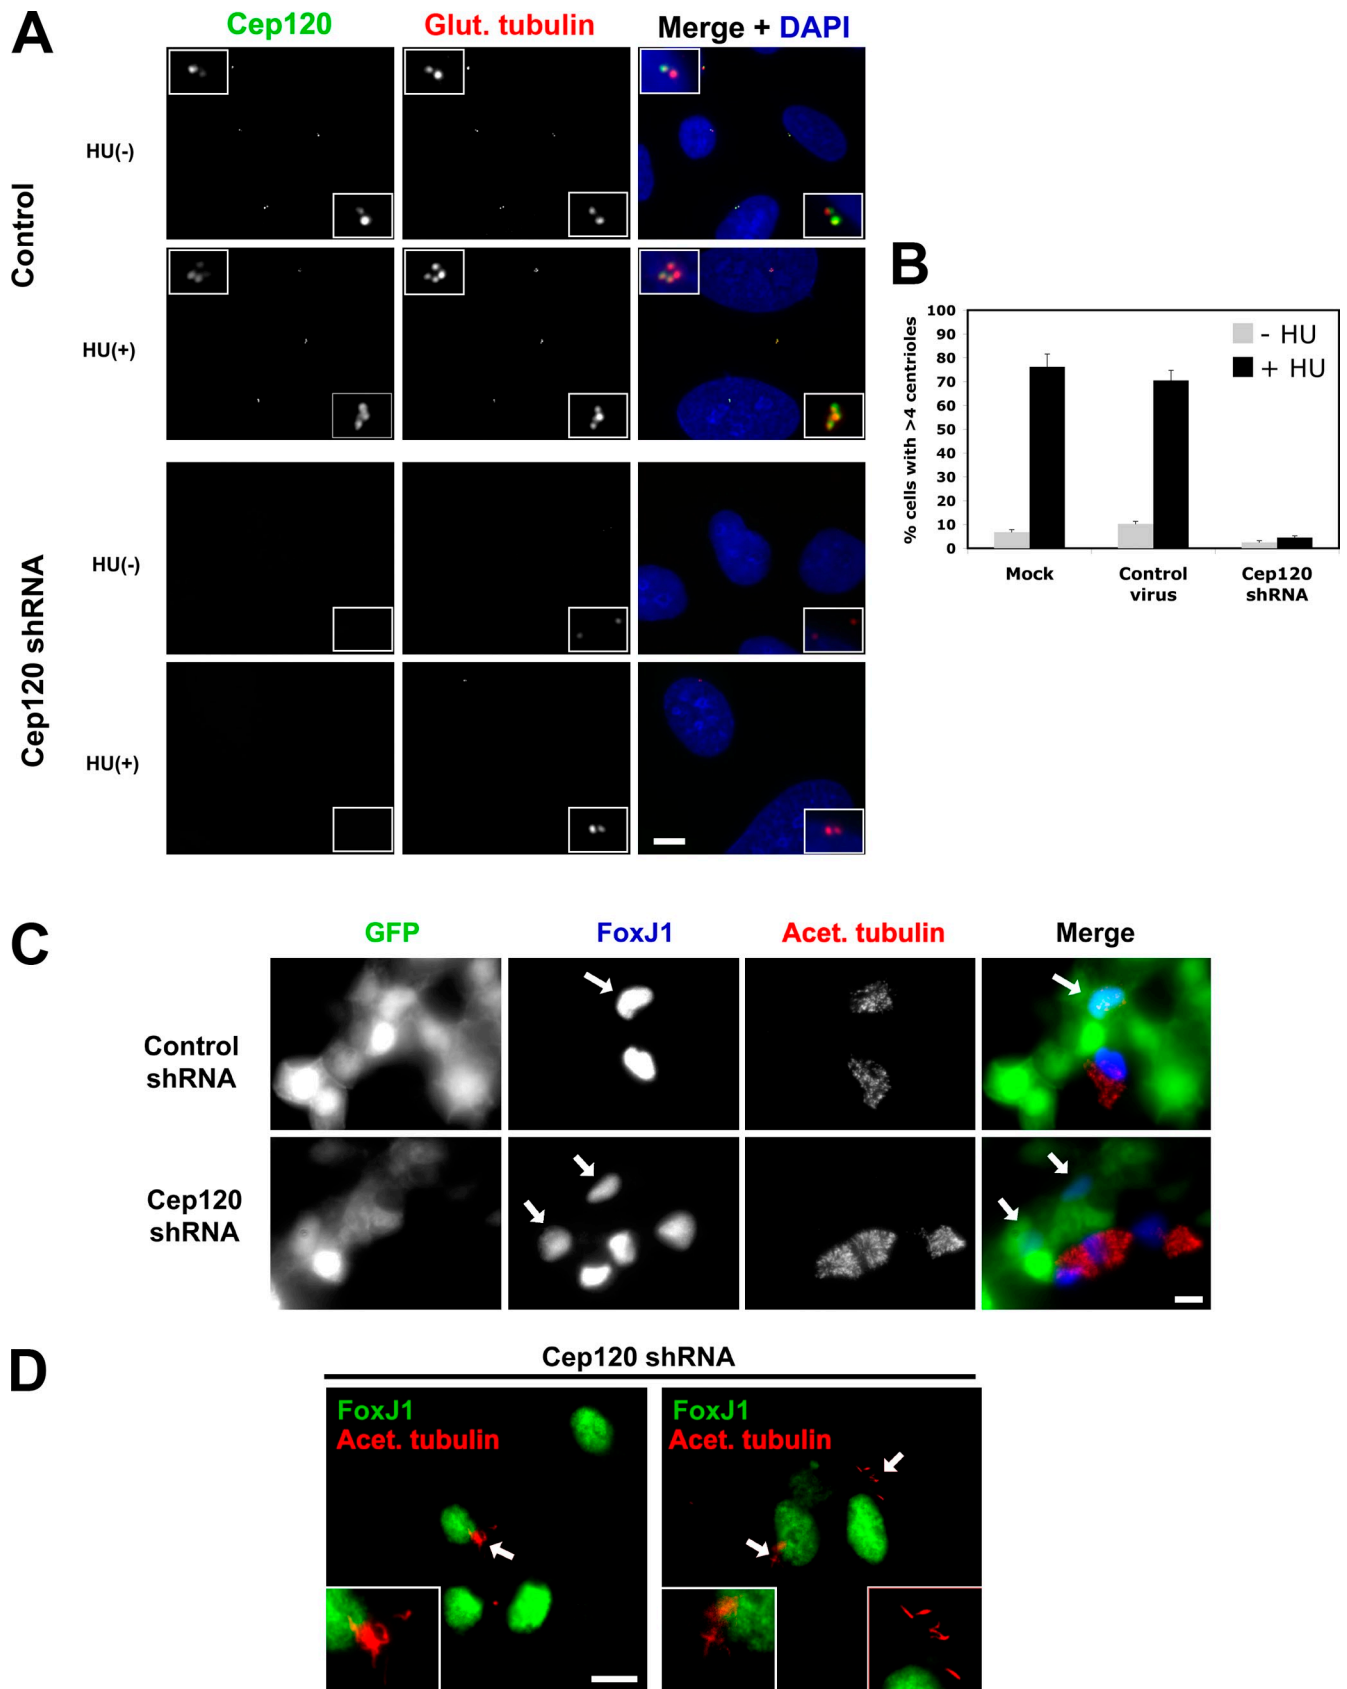 A
Cep120
Glut. tubulin
Merge + DAPI
Control
HU(-)
HU(+)
Cep120 shRNA
HU(-)
HU(+)
B
% cells with >4 centrioles
100
90
80
70
60
50
40
30
20
10
0
- HU
+ HU
Mock
Control
virus
Cep120
shRNA
C
GFP
FoxJ1
Acet. tubulin
Merge
Control
shRNA
Cep120
shRNA
D
Cep120 shRNA
FoxJ1
Acet. tubulin
FoxJ1
Acet. tubulin